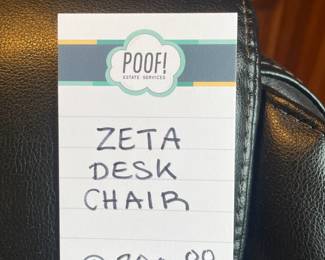 POOF!
ESTATE SERVICES
ZETA
DESK
CHAIR